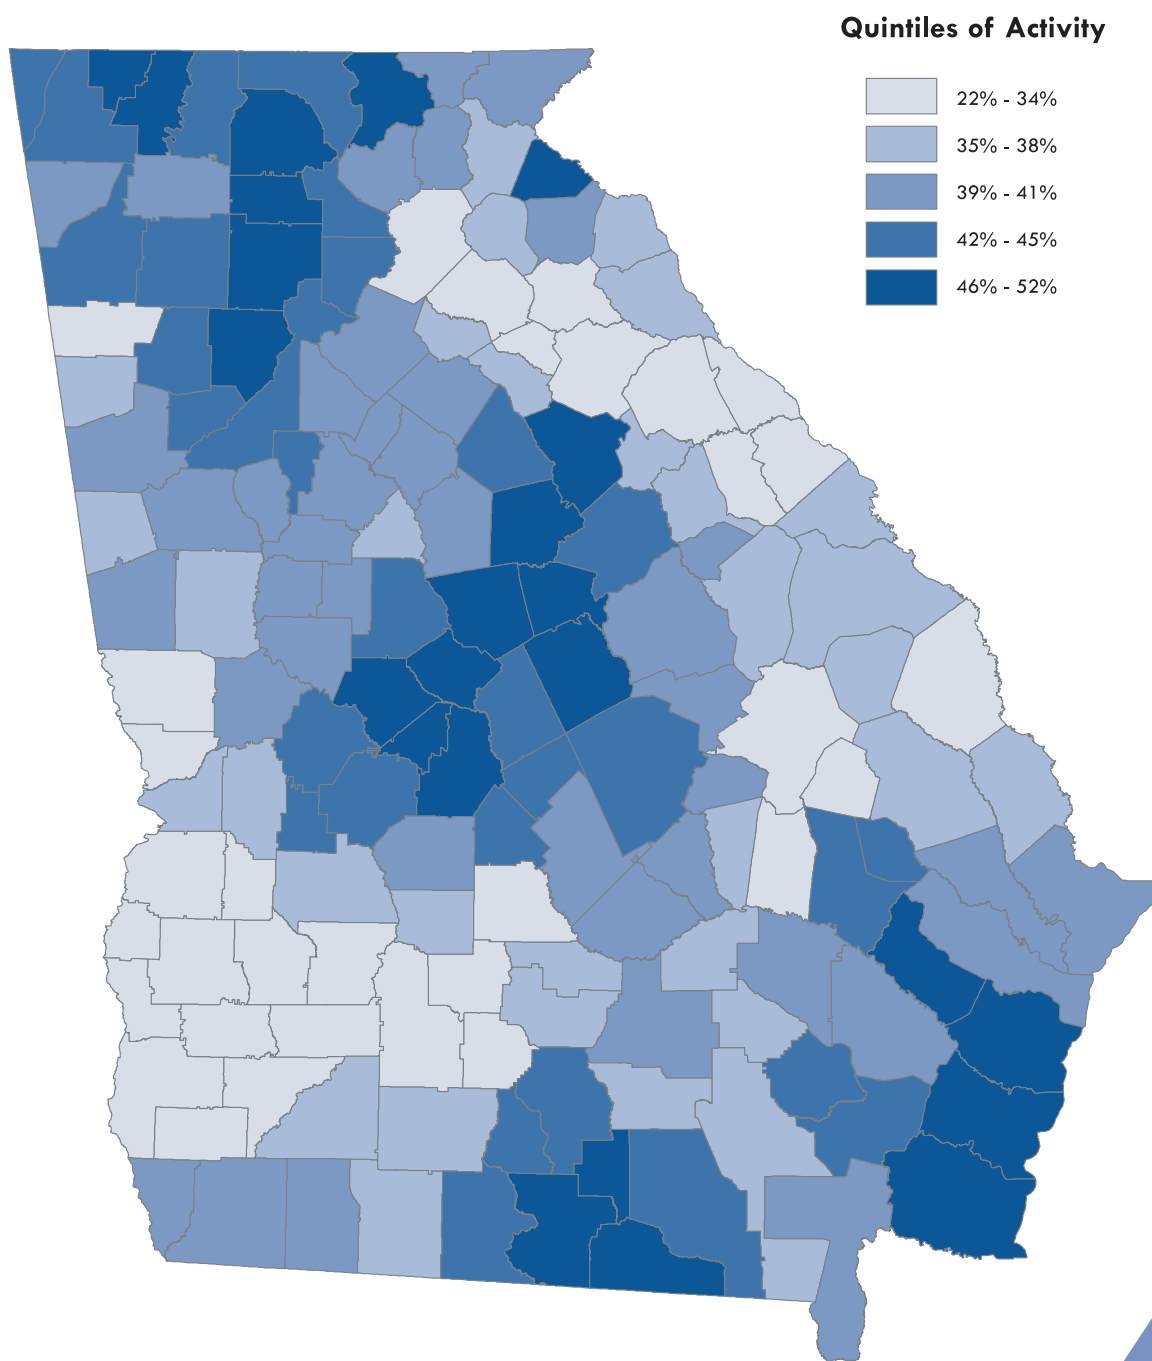 Quintiles of Activity
22% - 34%
35% - 38%
39% - 41%
42% - 45%
46% - 52%